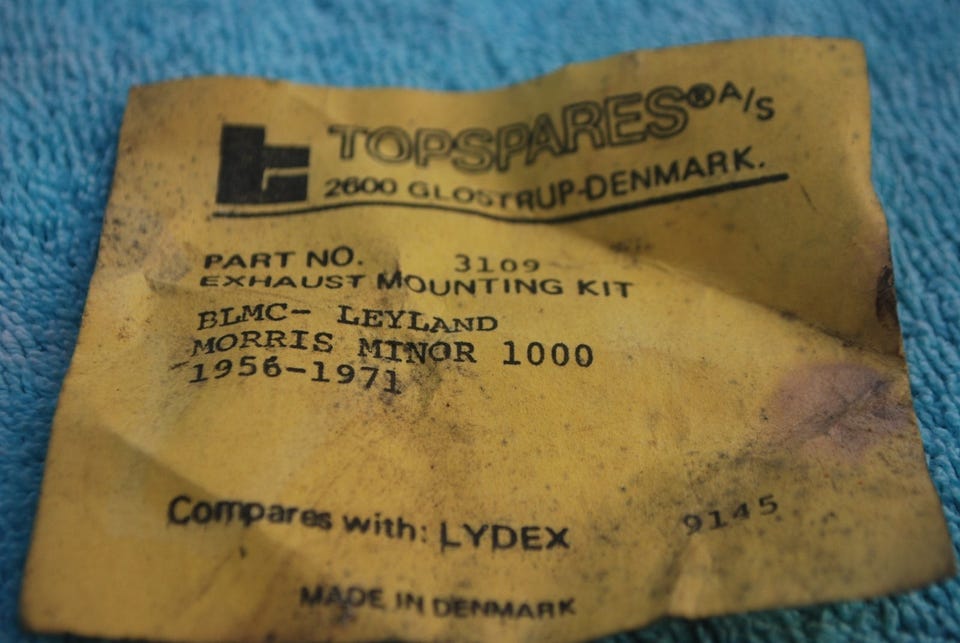 TOPSPARES® A/S
2600 GLOSTRUP-DENMARK.
PART NO. 3109
EXHAUST MOUNTING KIT
BLMC- LEYLAND
MORRIS MINOR 1000
1956-1971
Compares with: LYDEX 9145
MADE IN DENMARK